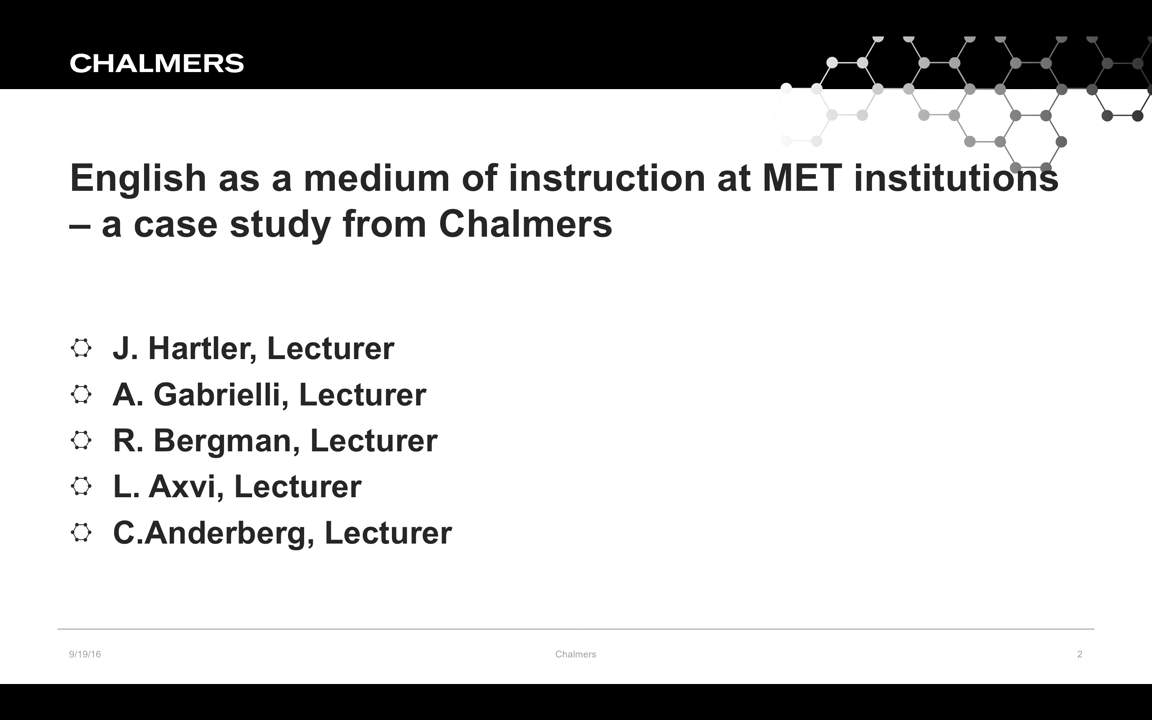 CHALMERS
English as a medium of instruction at MET institutions
– a case study from Chalmers
J. Hartler, Lecturer
A. Gabrielli, Lecturer
R. Bergman, Lecturer
L. Axvi, Lecturer
C.Anderberg, Lecturer
9/19/16 Chalmers 2